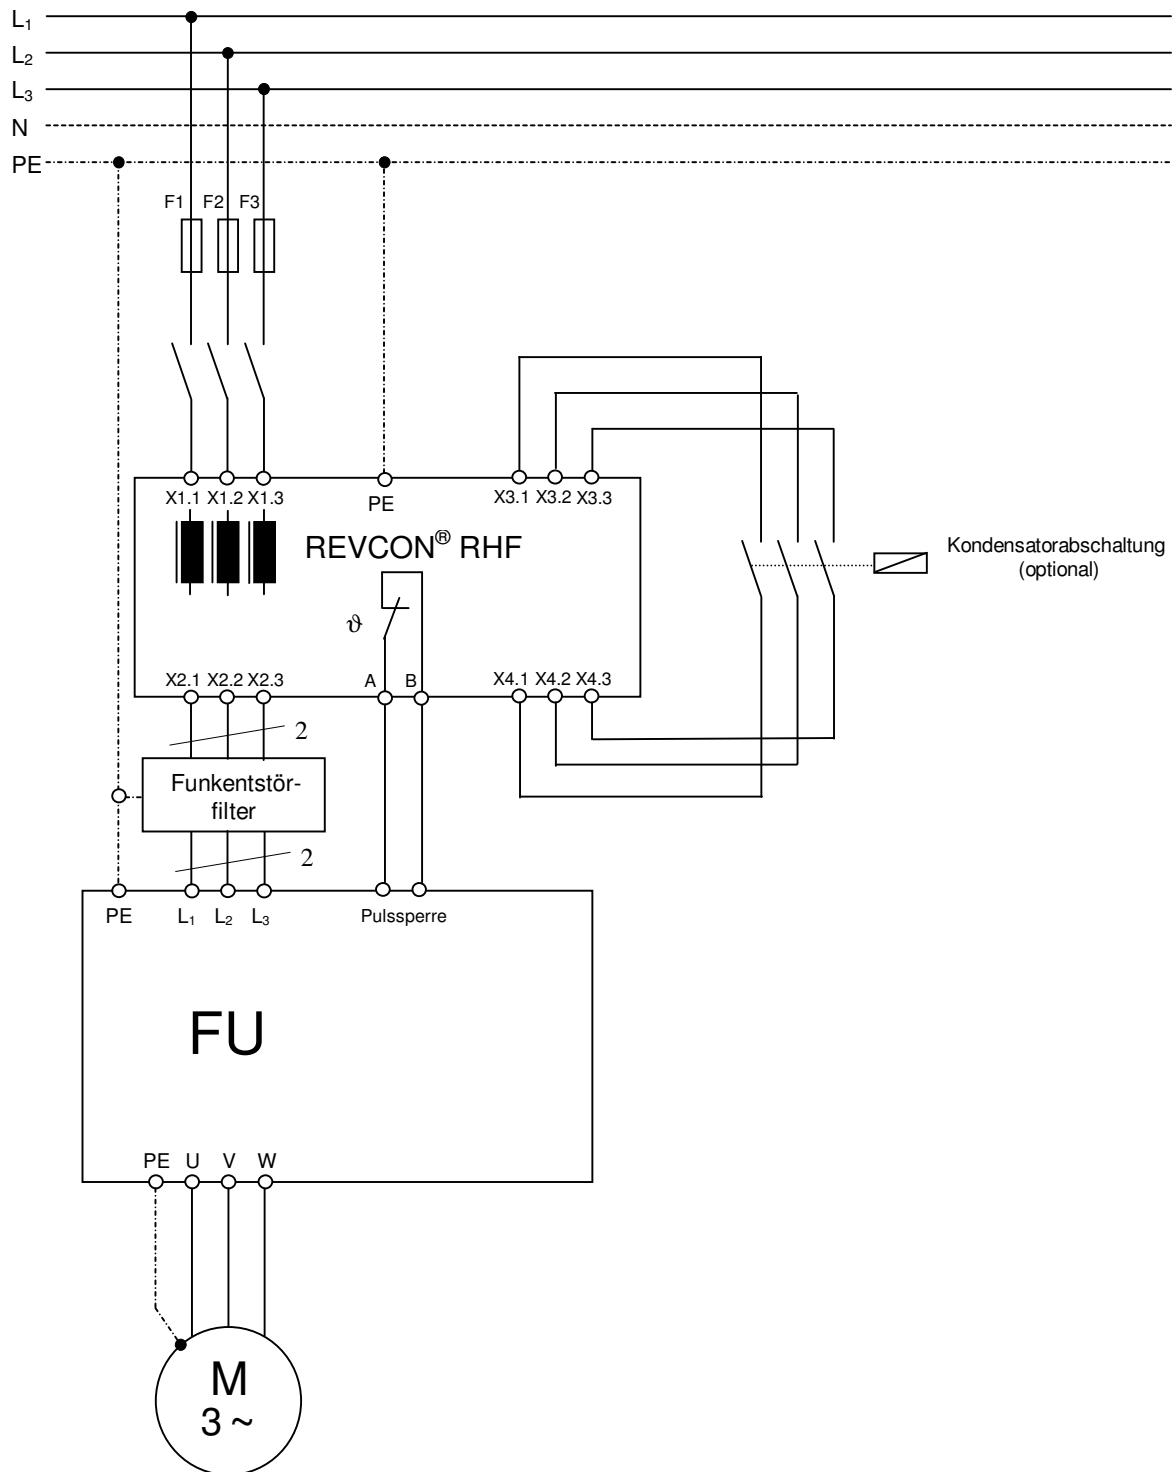 L₁
L₂
L₃
N
PE
F1 F2 F3
X1.1 X1.2 X1.3
PE
X3.1 X3.2 X3.3
REVCON® RHF
Kondensatorabschaltung
(optional)
ϑ
X2.1 X2.2 X2.3
A B
X4.1 X4.2 X4.3
2
Funkentstör-
filter
2
PE L₁ L₂ L₃
Pulssperre
FU
PE U V W
M
3 ~